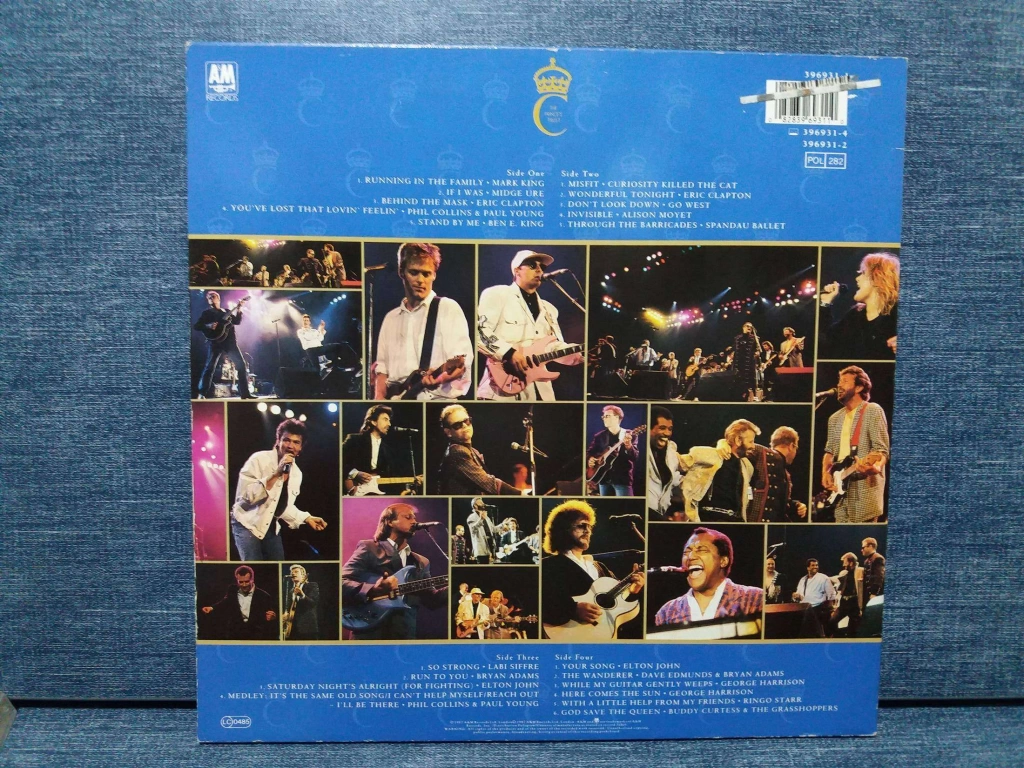 AM
RECORDS
THE
PRINCE'S
TRUST
396931-1
396931-4
396931-2
POL 282
Side One
1. RUNNING IN THE FAMILY • MARK KING
2. IF I WAS • MIDGE URE
3. BEHIND THE MASK • ERIC CLAPTON
4. YOU'VE LOST THAT LOVIN' FEELIN' • PHIL COLLINS & PAUL YOUNG
5. STAND BY ME • BEN E. KING
Side Two
1. MISFIT • CURIOSITY KILLED THE CAT
2. WONDERFUL TONIGHT • ERIC CLAPTON
3. DON'T LOOK DOWN • GO WEST
4. INVISIBLE • ALISON MOYET
5. THROUGH THE BARRICADES • SPANDAU BALLET
Side Three
1. SO STRONG • LABI SIFFRE
2. RUN TO YOU • BRYAN ADAMS
3. SATURDAY NIGHT'S ALRIGHT (FOR FIGHTING) • ELTON JOHN
4. MEDLEY: IT'S THE SAME OLD SONG/I CAN'T HELP MYSELF/REACH OUT
- I'LL BE THERE • PHIL COLLINS & PAUL YOUNG
Side Four
1. YOUR SONG • ELTON JOHN
2. THE WANDERER • DAVE EDMUNDS & BRYAN ADAMS
3. WHILE MY GUITAR GENTLY WEEPS • GEORGE HARRISON
4. HERE COMES THE SUN • GEORGE HARRISON
5. WITH A LITTLE HELP FROM MY FRIENDS • RINGO STARR
6. GOD SAVE THE QUEEN • BUDDY CURTESS & THE GRASSHOPPERS
LC 0485